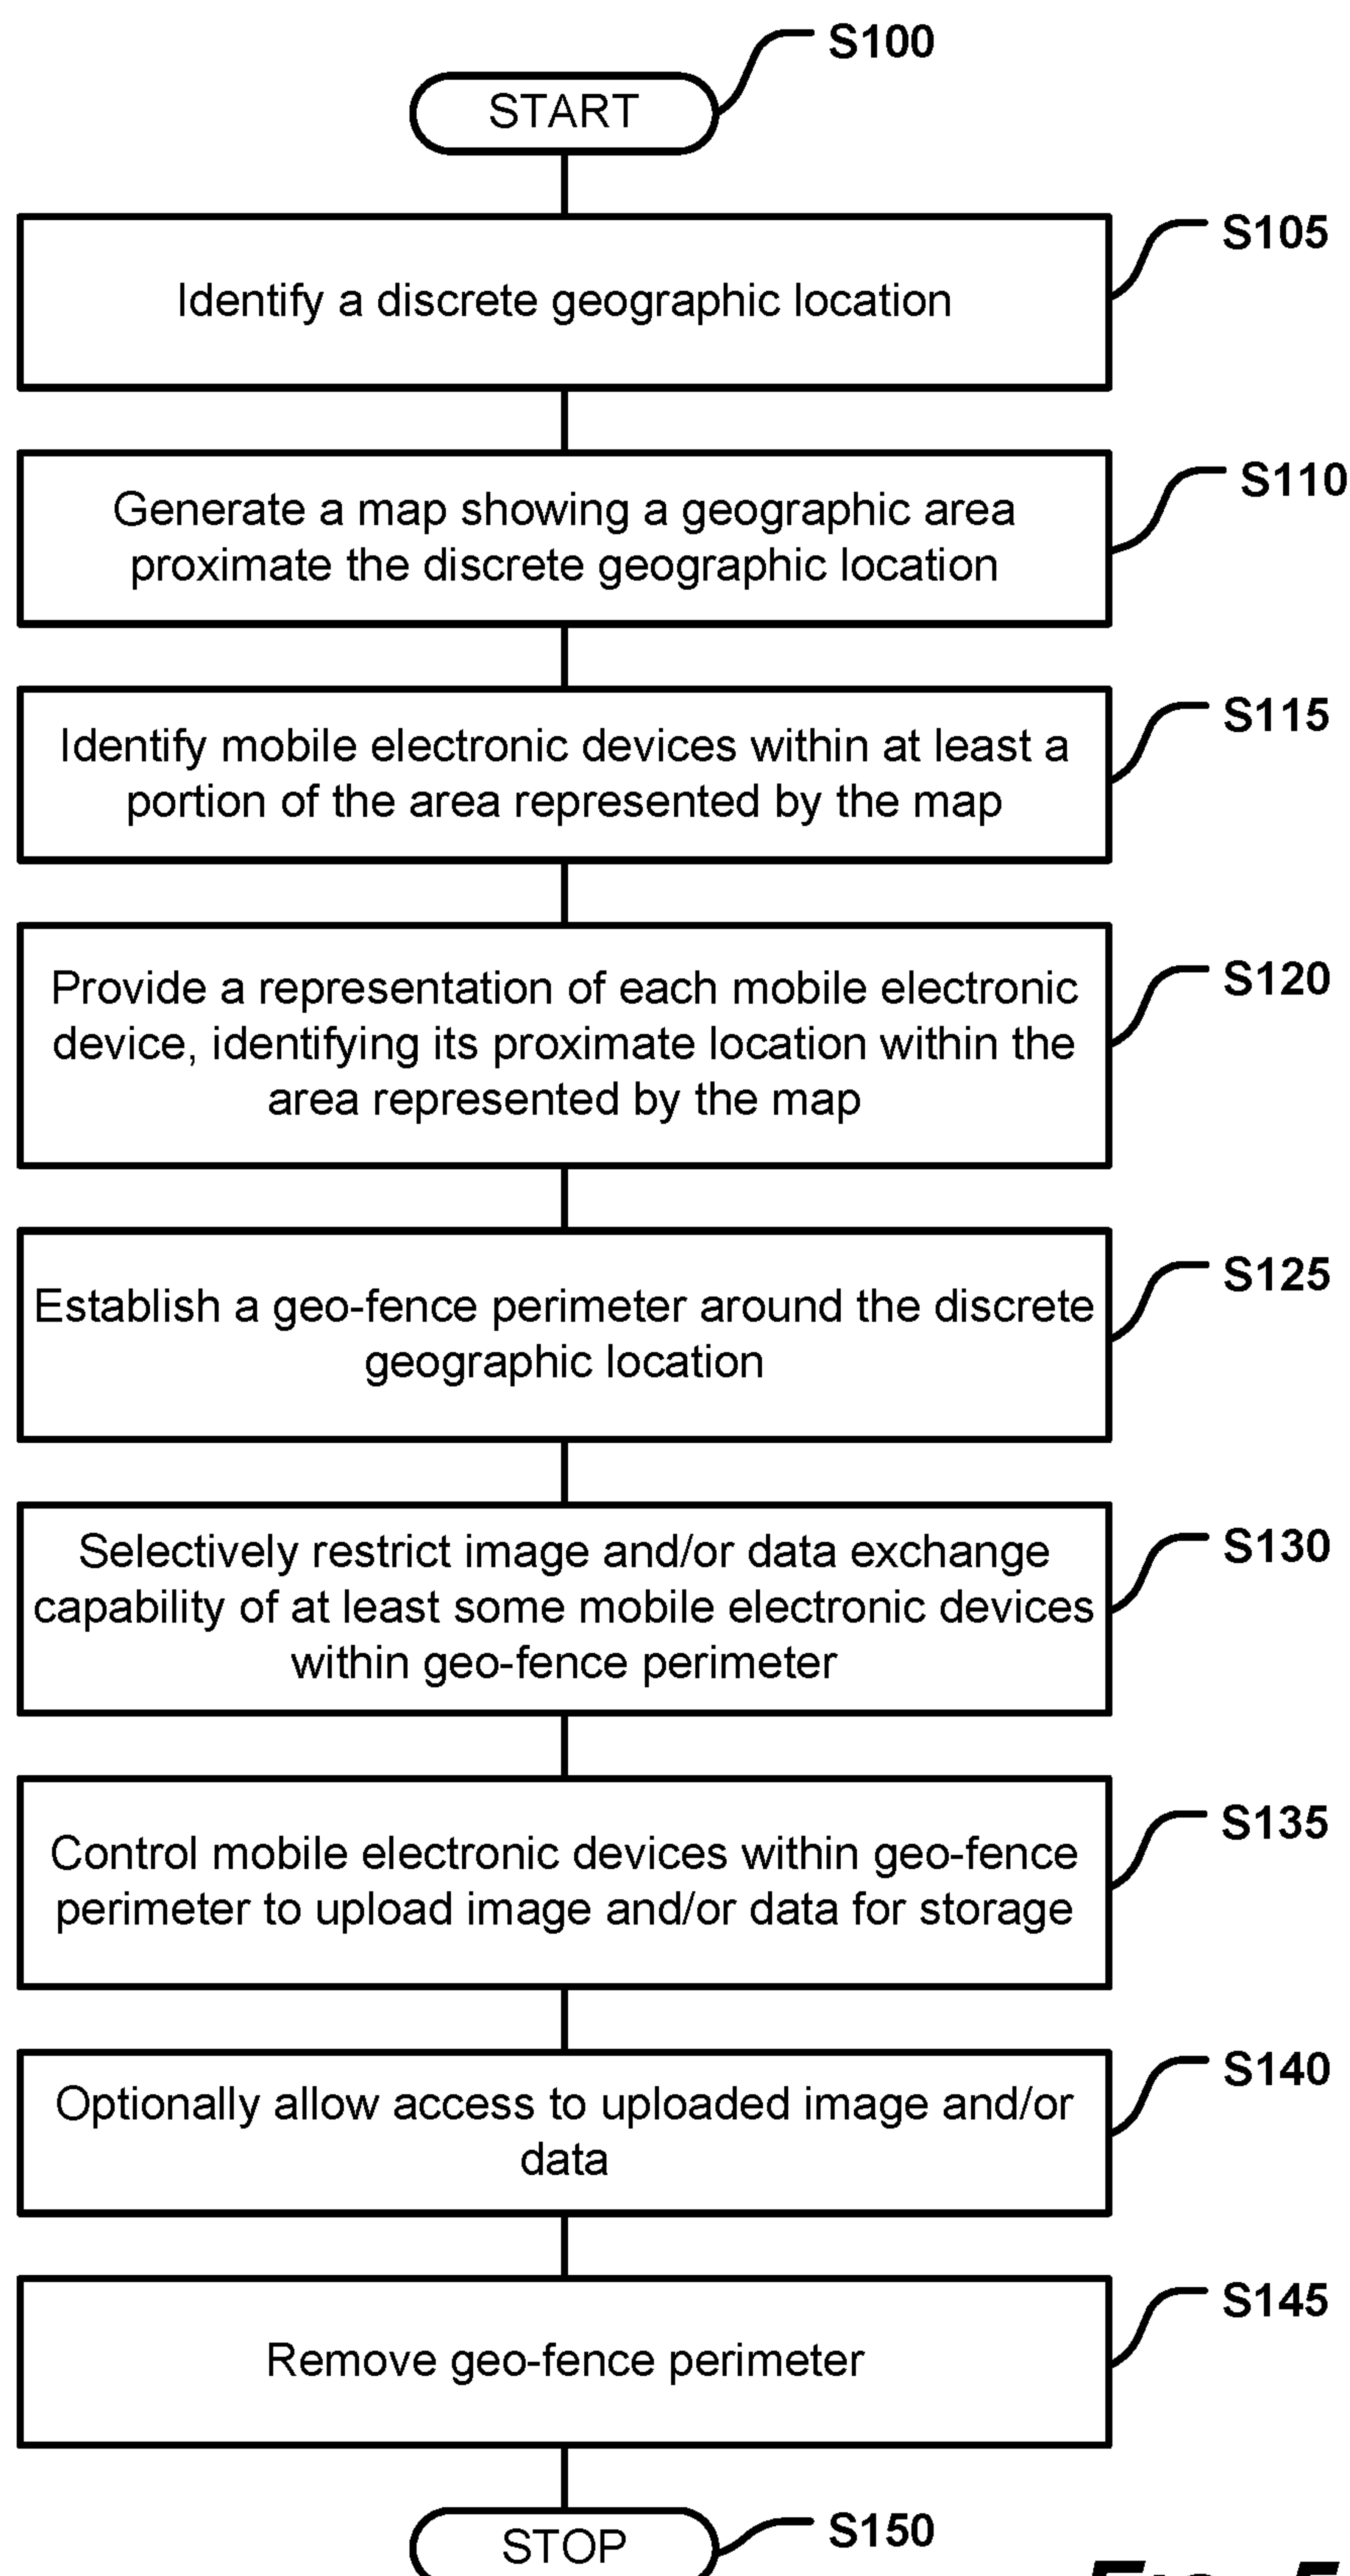 S100
START
S105
Identify a discrete geographic location
S110
Generate a map showing a geographic area
proximate the discrete geographic location
S115
Identify mobile electronic devices within at least a
portion of the area represented by the map
S120
Provide a representation of each mobile electronic
device, identifying its proximate location within the
area represented by the map
S125
Establish a geo-fence perimeter around the discrete
geographic location
S130
Selectively restrict image and/or data exchange
capability of at least some mobile electronic devices
within geo-fence perimeter
S135
Control mobile electronic devices within geo-fence
perimeter to upload image and/or data for storage
S140
Optionally allow access to uploaded image and/or
data
S145
Remove geo-fence perimeter
S150
STOP